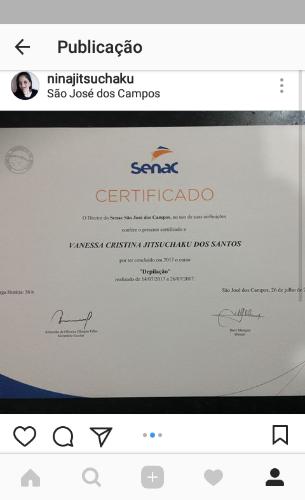 Publicação
ninajitsuchaku
São José dos Campos
senac
CERTIFICADO
O Diretor do Senac São José dos Campos, no uso de suas atribuições
confere o presente certificado a
VANESSA CRISTINA JITSUCHAKU DOS SANTOS
por ter concluído em 2017 o curso
"Depilação"
realizado de 14/07/2017 a 26/07/2017.
São José dos Campos, 26 de julho de